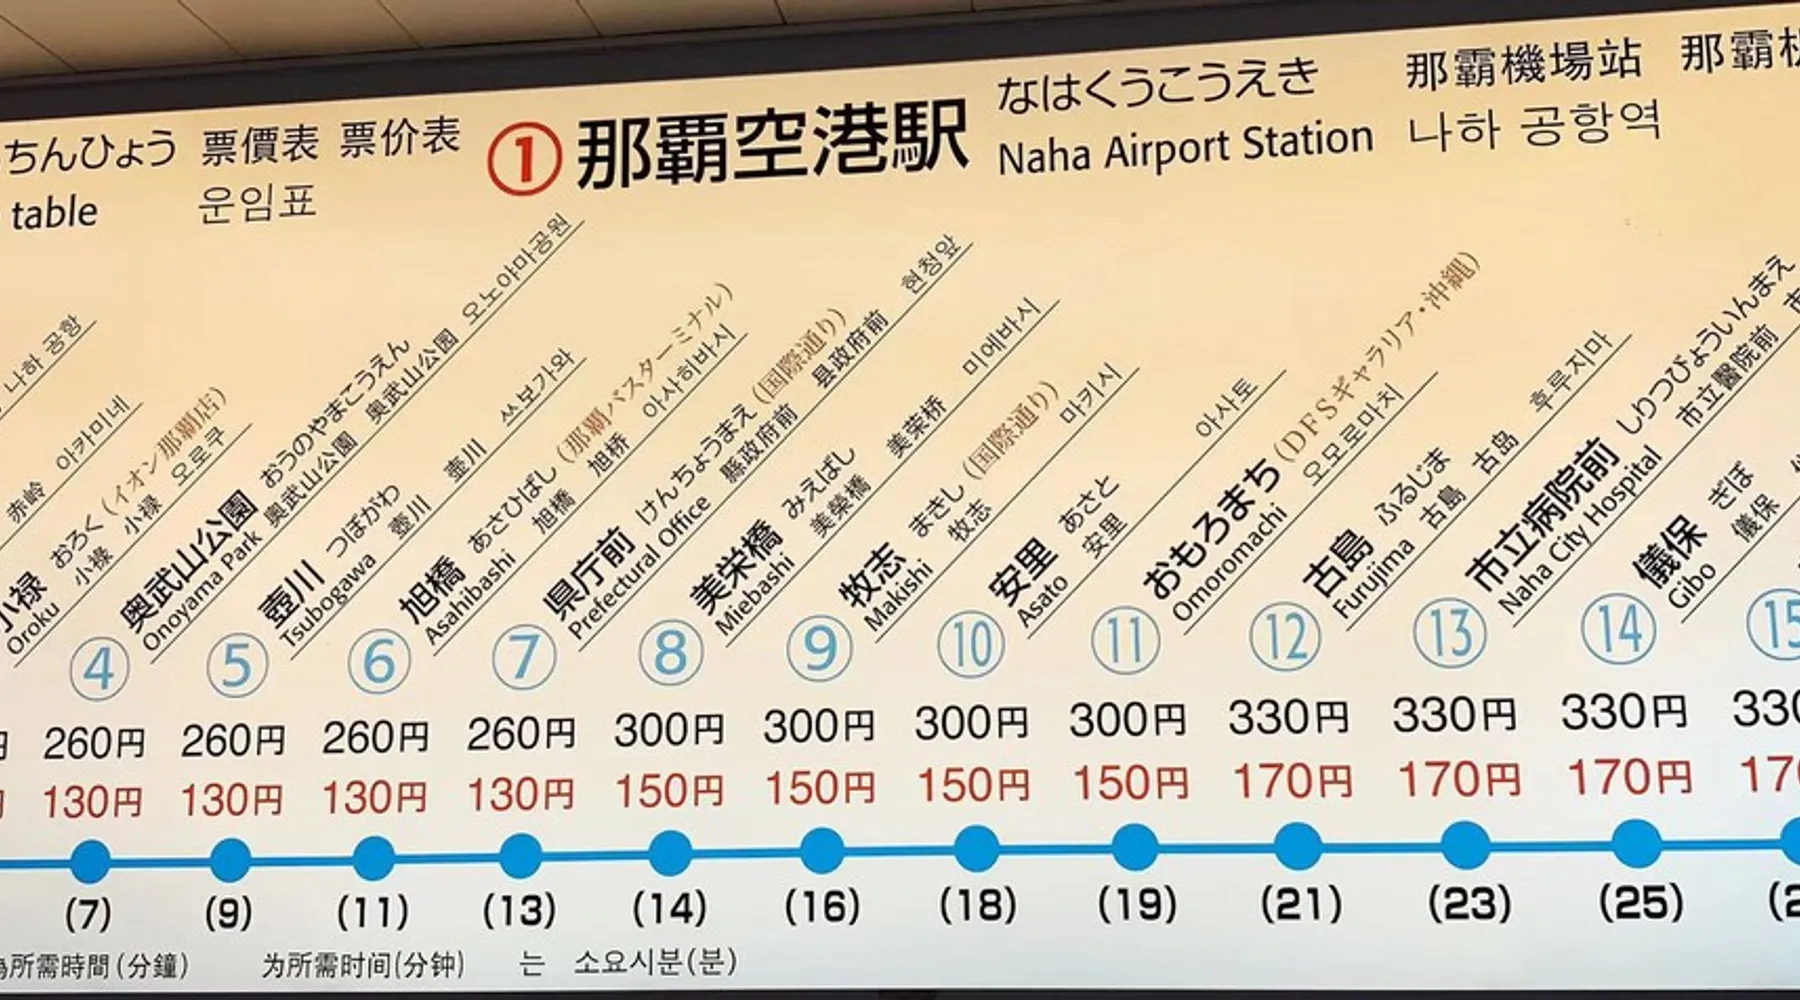 ちんひょう 票價表 票价表
table 운임표
① 那覇空港駅 なはくうこうえき 那霸機場站
Naha Airport Station 나하 공항역
나하 공항
赤岭 아카미네
小禄 おろく (イオン那覇店)
Oroku 小祿 小禄 오로쿠
④ 奥武山公園 おうのやまこうえん
Onoyama Park 奧武山公園 奥武山公园 오노야마공원
⑤ 壺川 つぼがわ
Tsubogawa 壺川 壶川 쓰보가와
⑥ 旭橋 あさひばし (那覇バスターミナル)
Asahibashi 旭橋 旭桥 아사히바시
⑦ 県庁前 けんちょうまえ (国際通り)
Prefectural Office 縣政府前 县政府前 현청앞
⑧ 美栄橋 みえばし
Miebashi 美榮橋 美荣桥 미에바시
⑨ 牧志 まきし (国際通り)
Makishi 牧志 마키시
⑩ 安里 あさと
Asato 安里 아사토
⑪ おもろまち (DFSギャラリア・沖縄)
Omoromachi 오모로마치
⑫ 古島 ふるじま
Furujima 古島 古岛 후루지마
⑬ 市立病院前 しりつびょういんまえ
Naha City Hospital 市立醫院前
⑭ 儀保 ぎぼ
Gibo 儀保
⑮
260円 260円 260円 260円 300円 300円 300円 300円 330円 330円 330円 330
130円 130円 130円 130円 150円 150円 150円 150円 170円 170円 170円 170
(7) (9) (11) (13) (14) (16) (18) (19) (21) (23) (25)
所需時間(分鐘) 为所需时间(分钟) 는 소요시분(분)